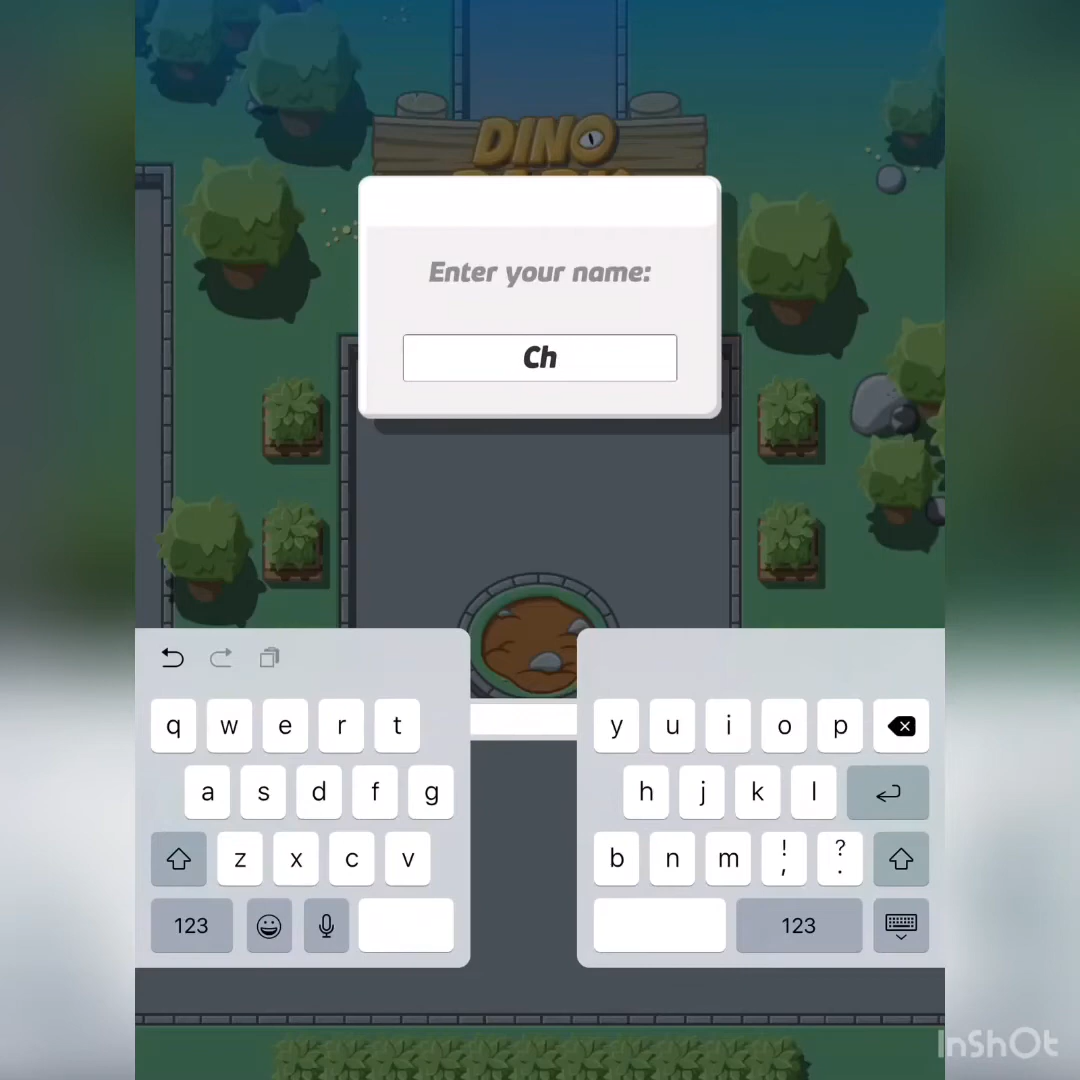 DINO
Enter your name:
Ch
q w e r t y u i o p
a s d f g h j k l
z x c v b n m ! , ? .
123 123
InShOt